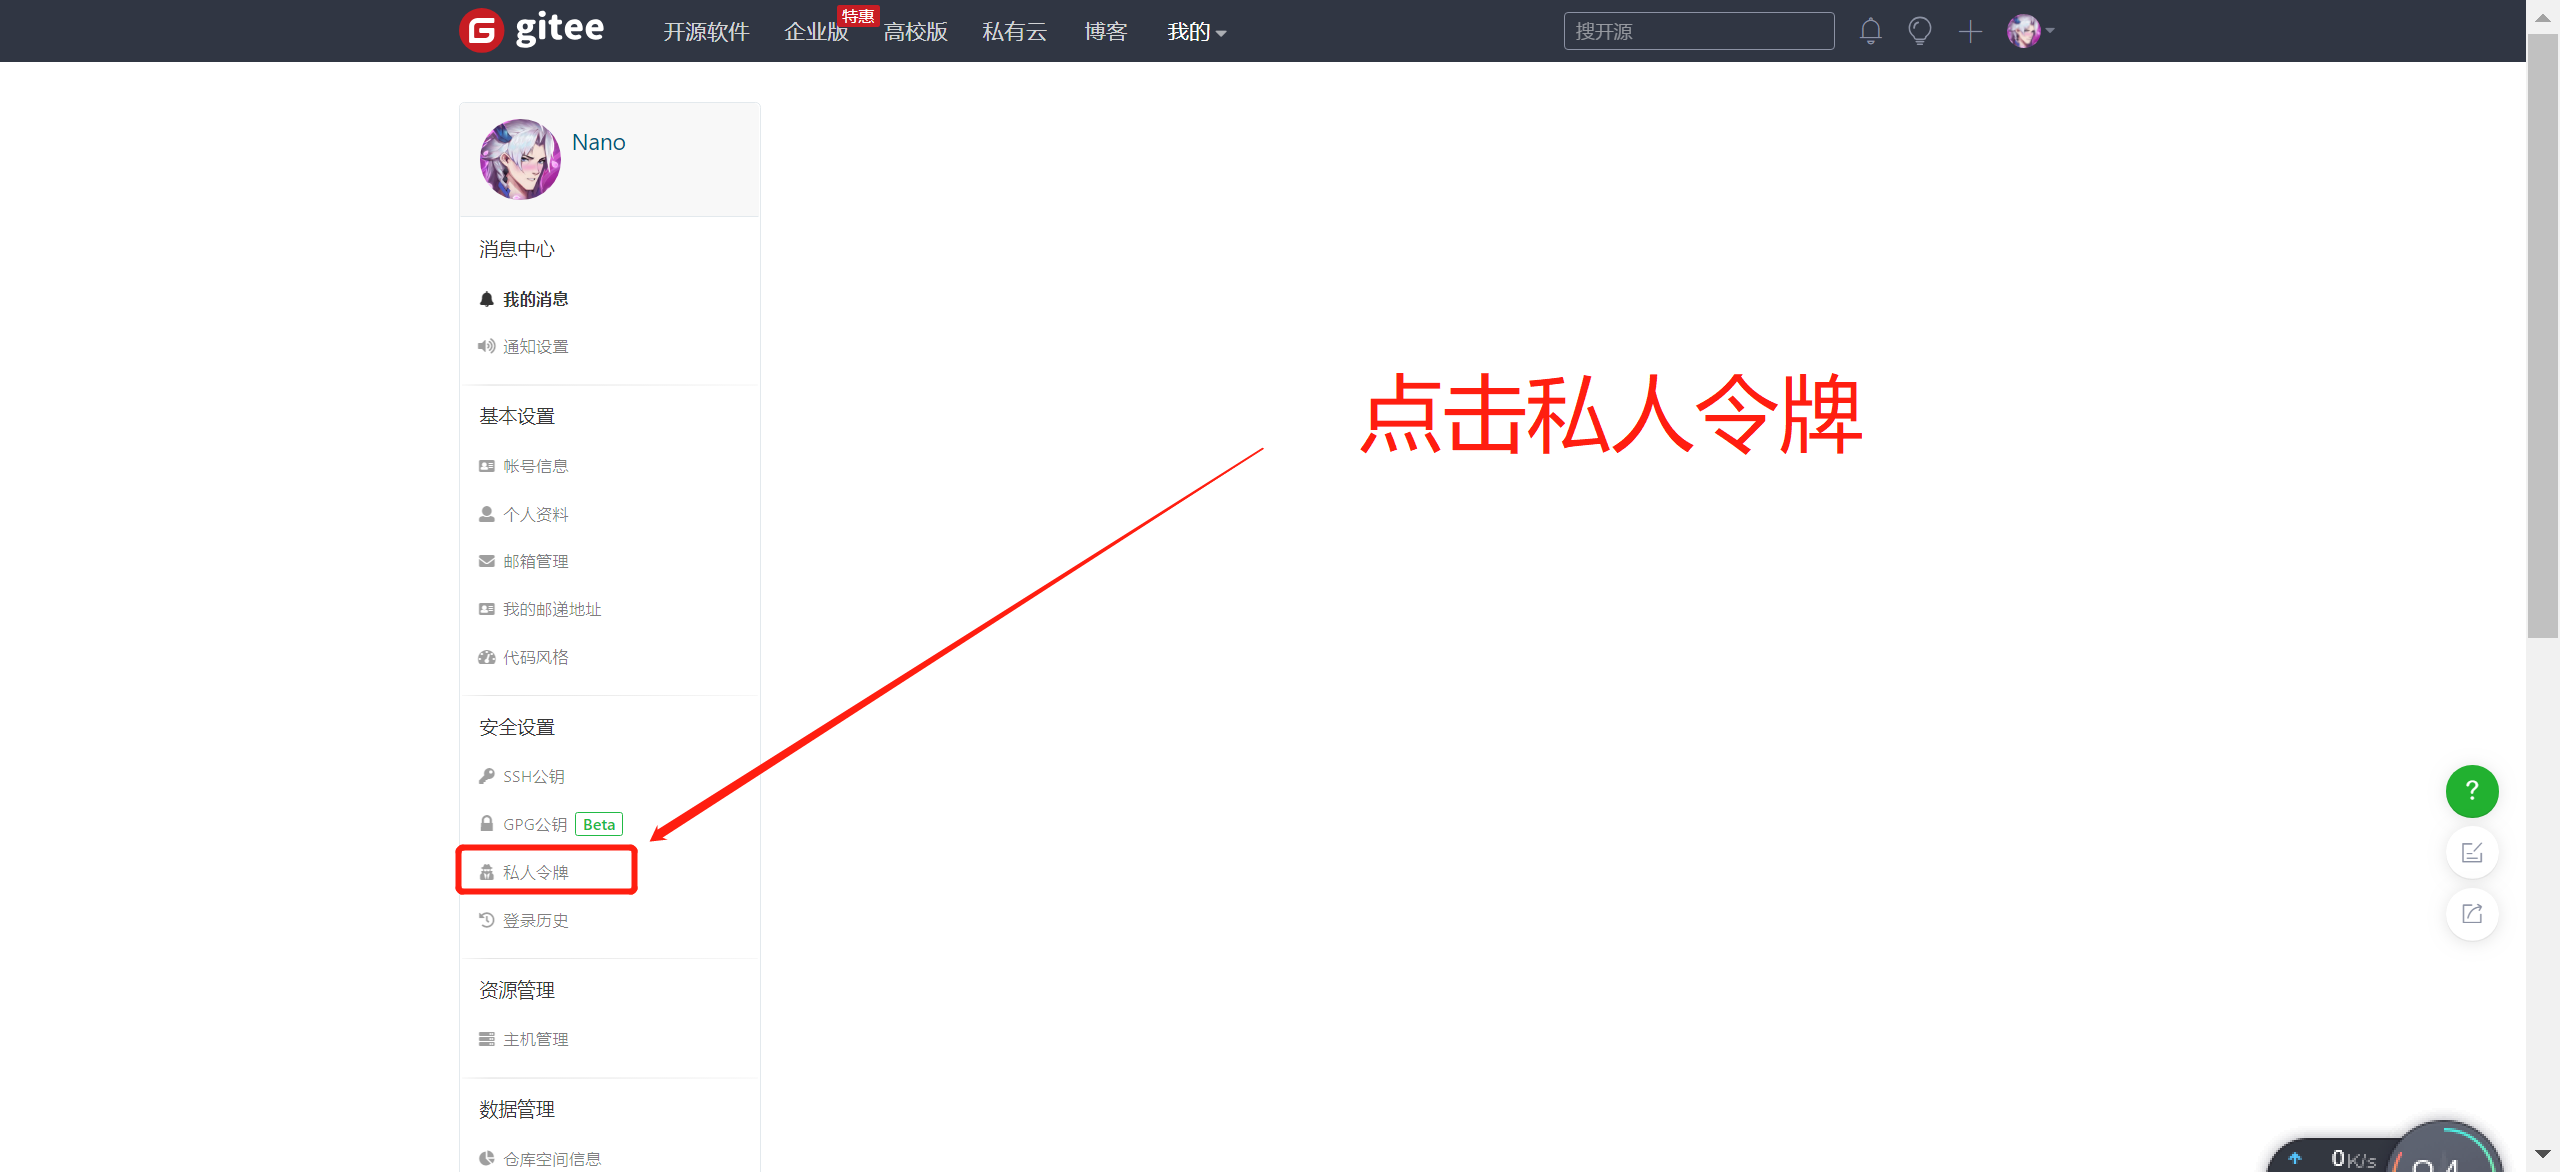 gitee
开源软件 企业版 特惠 高校版 私有云 博客 我的
搜开源
Nano
消息中心
我的消息
通知设置
基本设置
帐号信息
个人资料
邮箱管理
我的邮递地址
代码风格
安全设置
SSH公钥
GPG公钥 Beta
私人令牌
登录历史
资源管理
主机管理
数据管理
仓库空间信息
点击私人令牌
?
0K/s